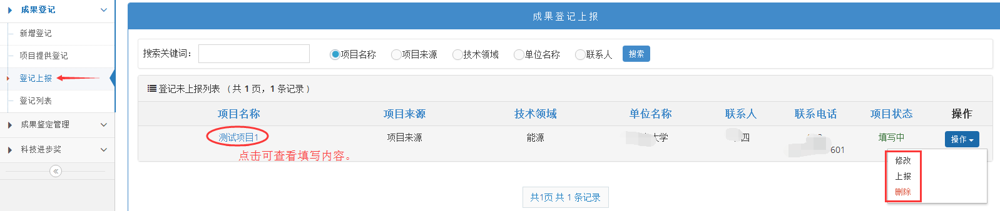 成果登记
新增登记
项目提供登记
登记上报
登记列表
成果鉴定管理
科技进步奖
成果登记上报
搜索关键词： 项目名称 项目来源 技术领域 单位名称 联系人 搜索
登记未上报列表 （共 1 页，1 条记录 )
项目名称 项目来源 技术领域 单位名称 联系人 联系电话 项目状态 操作
测试项目1 项目来源 能源 大学 四 601 填写中 操作
点击可查看填写内容。
修改
上报
删除
共1页 共 1 条记录